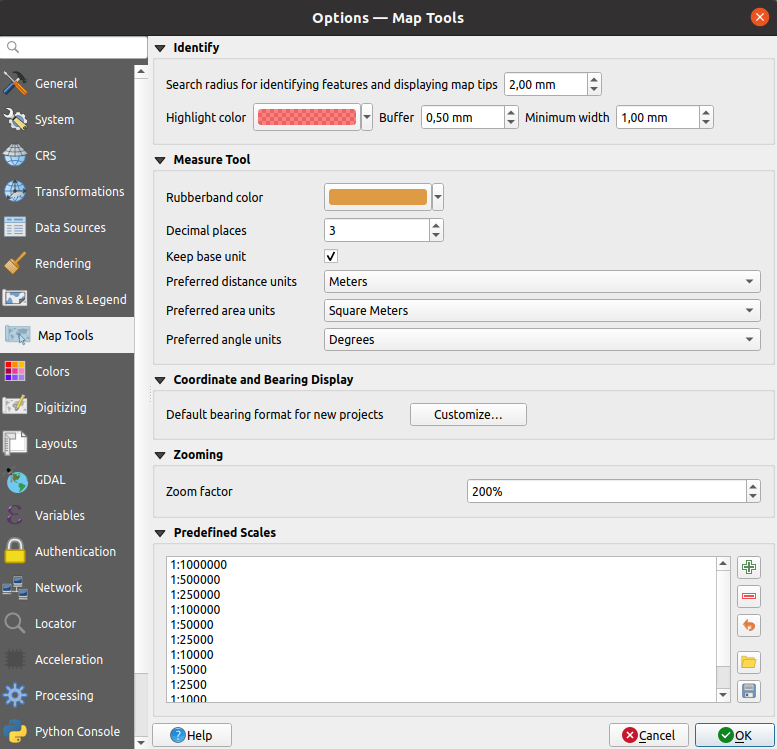 Options — Map Tools
General
System
CRS
Transformations
Data Sources
Rendering
Canvas & Legend
Map Tools
Colors
Digitizing
Layouts
GDAL
Variables
Authentication
Network
Locator
Acceleration
Processing
Python Console
Identify
Search radius for identifying features and displaying map tips 2,00 mm
Highlight color Buffer 0,50 mm Minimum width 1,00 mm
Measure Tool
Rubberband color
Decimal places 3
Keep base unit
Preferred distance units Meters
Preferred area units Square Meters
Preferred angle units Degrees
Coordinate and Bearing Display
Default bearing format for new projects Customize...
Zooming
Zoom factor 200%
Predefined Scales
1:1000000
1:500000
1:250000
1:100000
1:50000
1:25000
1:10000
1:5000
1:2500
1:1000
Help Cancel OK